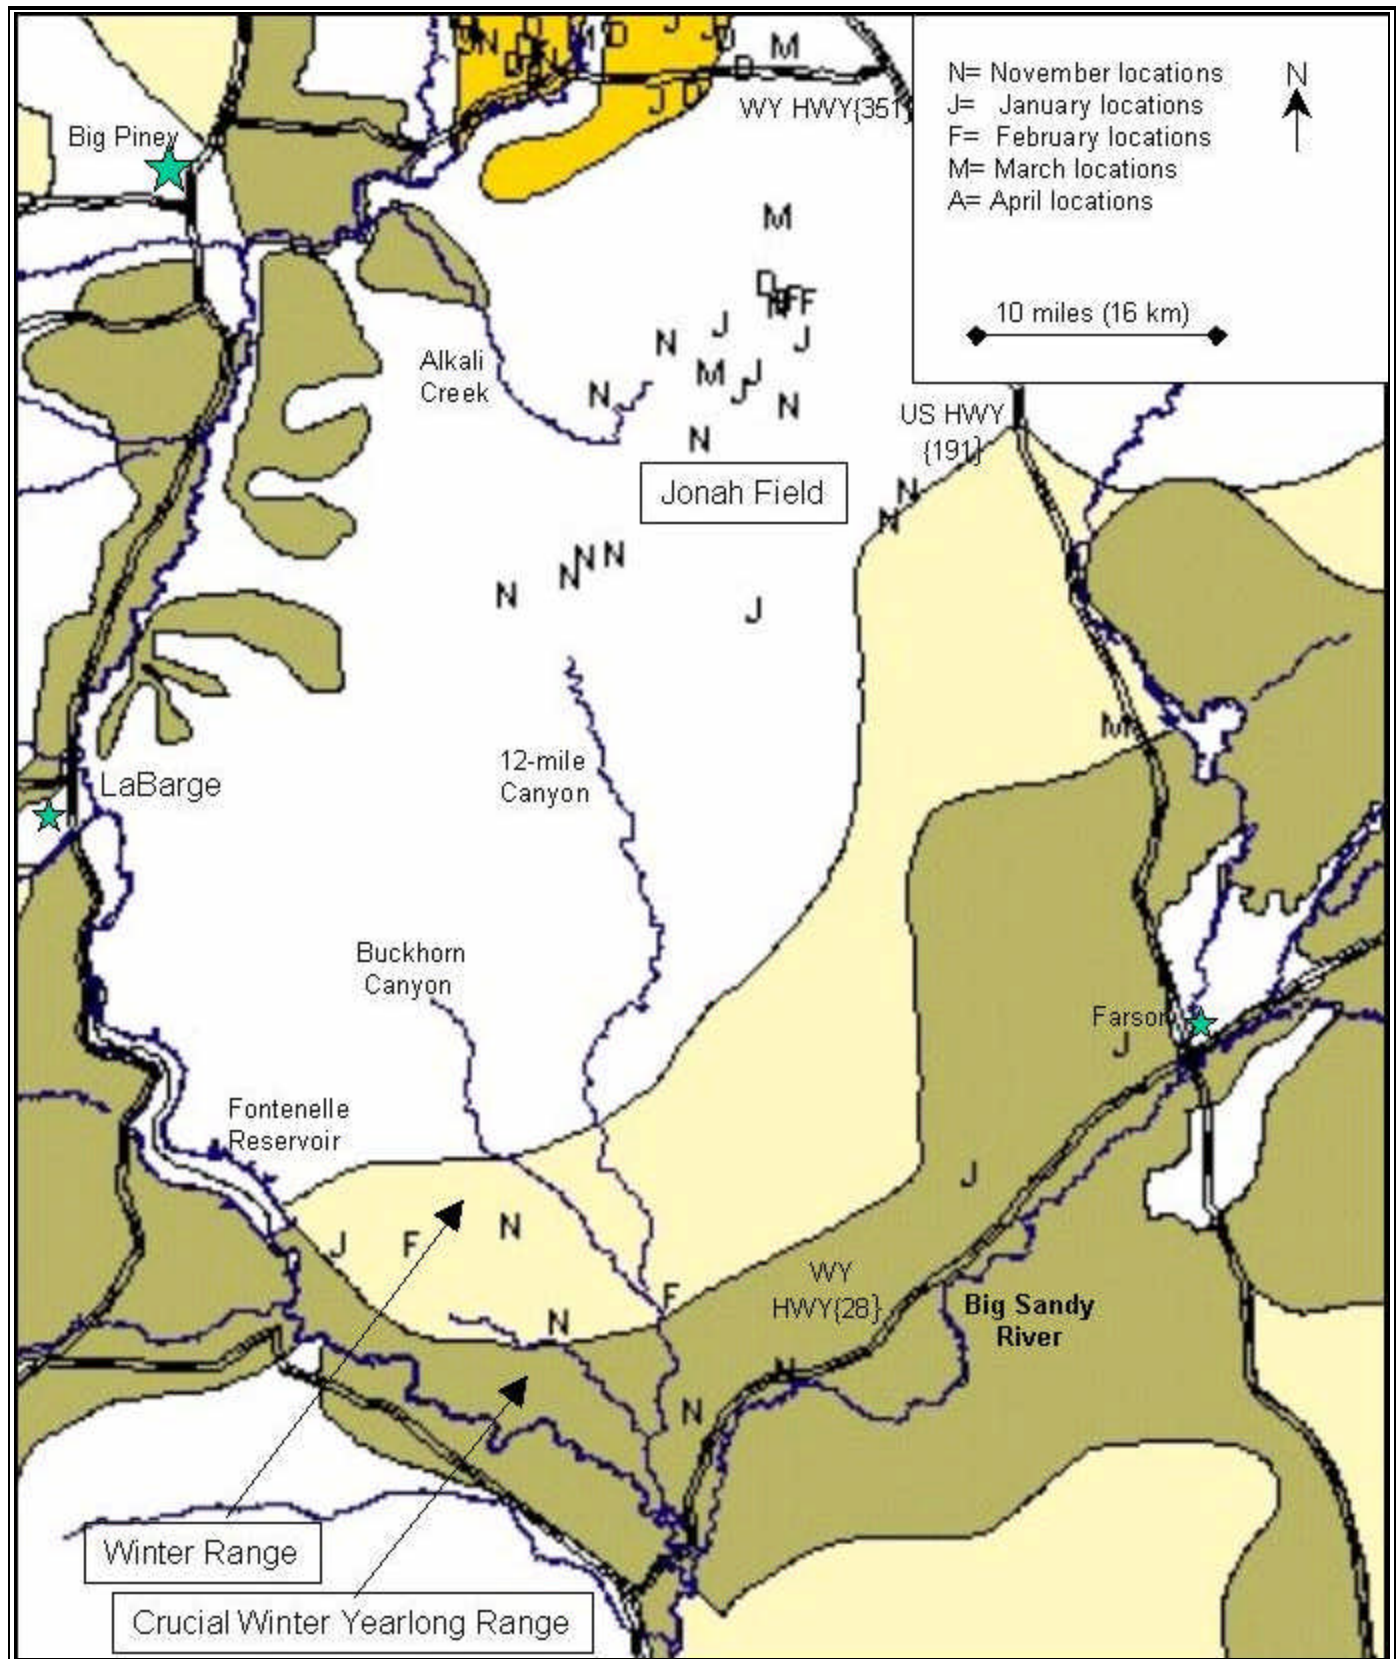 N= November locations
J= January locations
F= February locations
M= March locations
A= April locations
N
10 miles (16 km)
J N D
M D J J D
M
D
J D
WY HWY{351}
Big Piney
M
D
N F F
J
N
J
M J
J
N
N
N
Alkali
Creek
US HWY
{191}
Jonah Field
N
N
N
N
N
N
J
M
12-mile
Canyon
LaBarge
Buckhorn
Canyon
Farson
J
Fontenelle
Reservoir
J
J
F
N
F
N
WY
HWY{28}
Big Sandy
River
N
N
Winter Range
Crucial Winter Yearlong Range